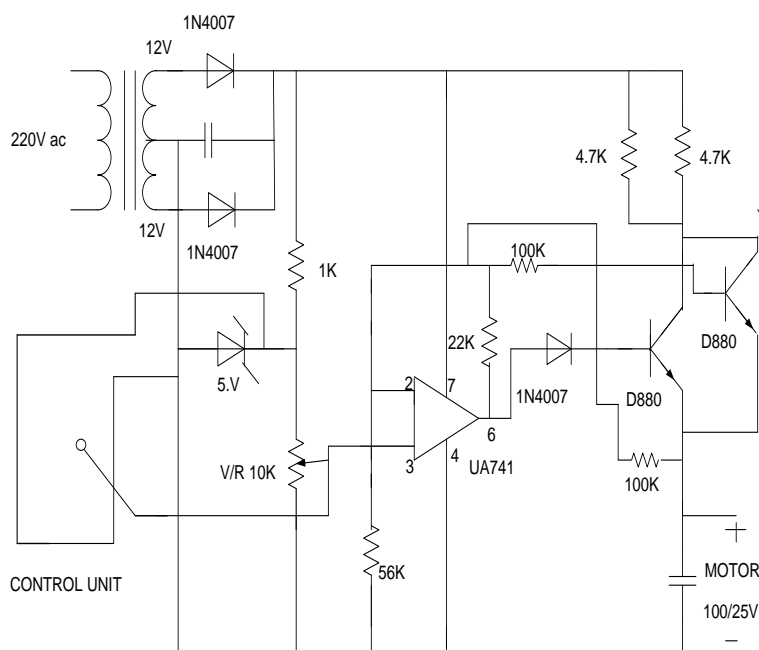 1N4007
12V
220V ac
4.7K
4.7K
12V
1N4007
100K
1K
22K
D880
5.V
2
7
1N4007
D880
6
V/R 10K
3
4
UA741
100K
56K
CONTROL UNIT
+
MOTOR
100/25V
–